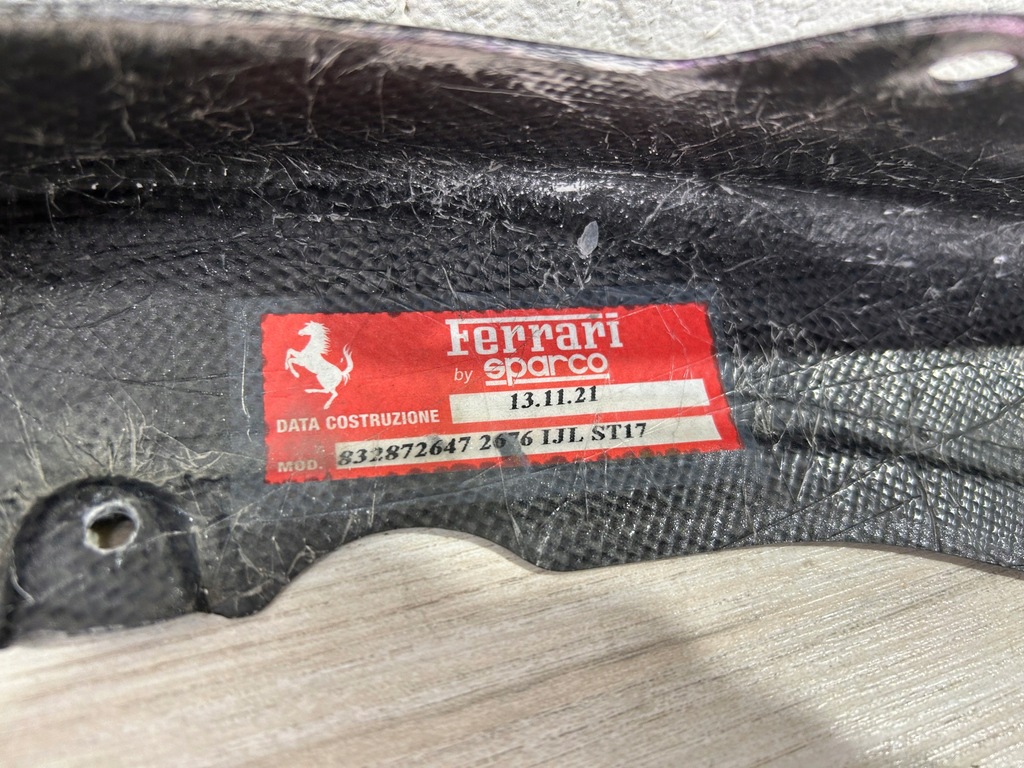 Ferrari
by sparco
DATA COSTRUZIONE 13.11.21
MOD. 832872647 2676 IJL ST17